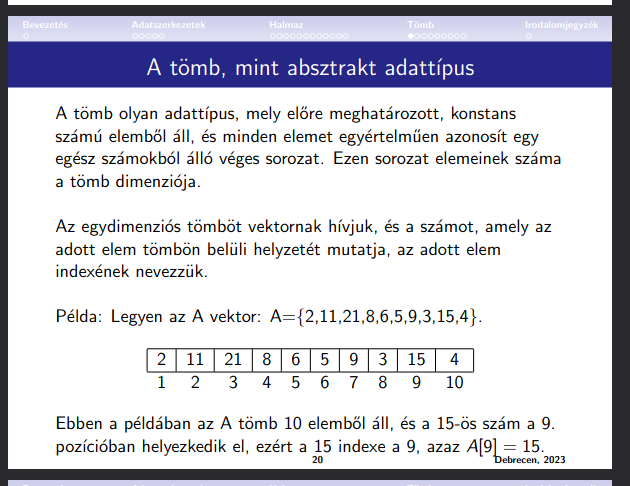 Bevezetés Adatszerkezetek Halmaz Tömb Irodalomjegyzék
A tömb, mint absztrakt adattípus
A tömb olyan adattípus, mely előre meghatározott, konstans
számú elemből áll, és minden elemet egyértelműen azonosít egy
egész számokból álló véges sorozat. Ezen sorozat elemeinek száma
a tömb dimenziója.
Az egydimenziós tömböt vektornak hívjuk, és a számot, amely az
adott elem tömbön belüli helyzetét mutatja, az adott elem
indexének nevezzük.
Példa: Legyen az A vektor: A={2,11,21,8,6,5,9,3,15,4}.
2 11 21 8 6 5 9 3 15 4
1 2 3 4 5 6 7 8 9 10
Ebben a példában az A tömb 10 elemből áll, és a 15-ös szám a 9.
pozícióban helyezkedik el, ezért a 15 indexe a 9, azaz A[9] = 15.
20 Debrecen, 2023